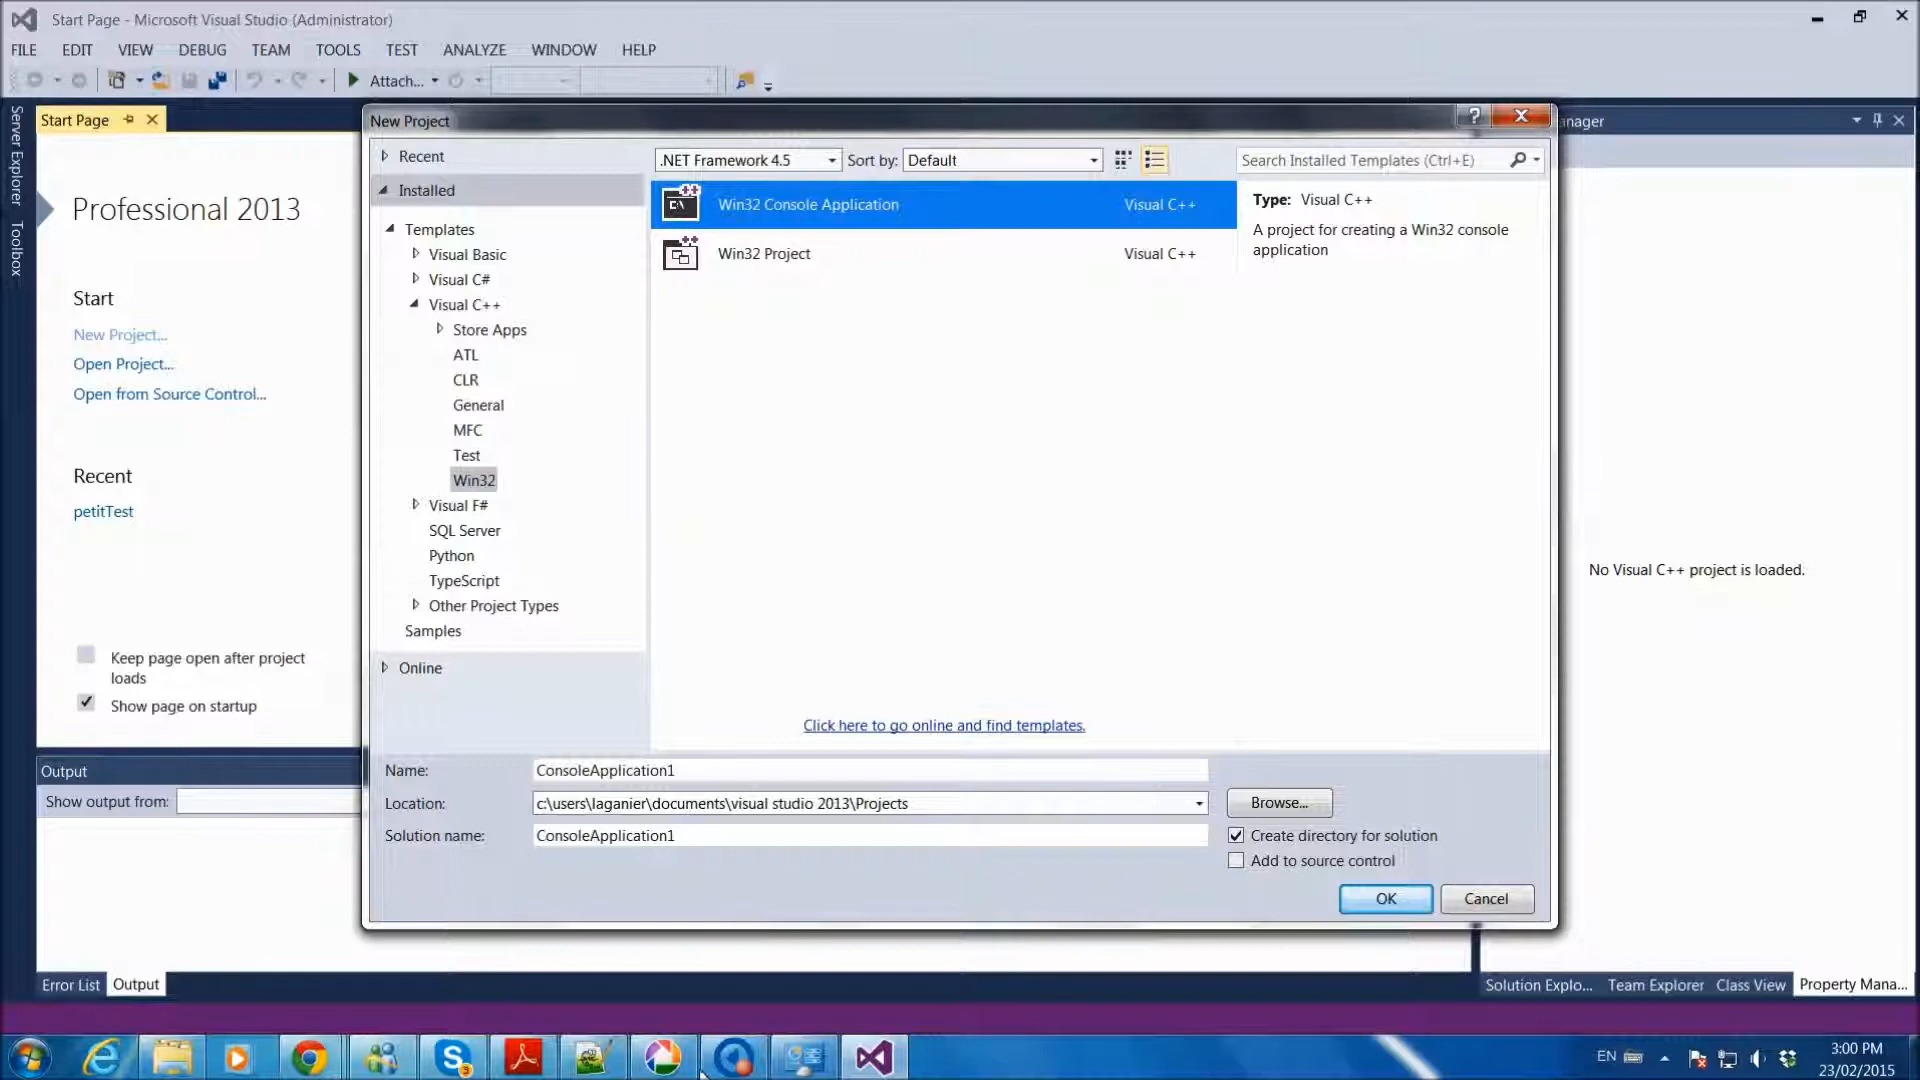 Start Page - Microsoft Visual Studio (Administrator)
FILE EDIT VIEW DEBUG TEAM TOOLS TEST ANALYZE WINDOW HELP
Attach...
Server Explorer
Toolbox
Start Page
Professional 2013
Start
New Project...
Open Project...
Open from Source Control...
Recent
petitTest
Keep page open after project
loads
Show page on startup
Output
Show output from:
Error List Output
New Project
Recent
Installed
Templates
Visual Basic
Visual C#
Visual C++
Store Apps
ATL
CLR
General
MFC
Test
Win32
Visual F#
SQL Server
Python
TypeScript
Other Project Types
Samples
Online
.NET Framework 4.5 Sort by: Default
Search Installed Templates (Ctrl+E)
Win32 Console Application Visual C++
Win32 Project Visual C++
Type: Visual C++
A project for creating a Win32 console
application
Click here to go online and find templates.
Name: ConsoleApplication1
Location: c:\users\laganier\documents\visual studio 2013\Projects Browse...
Solution name: ConsoleApplication1
Create directory for solution
Add to source control
OK Cancel
anager
No Visual C++ project is loaded.
Solution Explo... Team Explorer Class View Property Mana...
EN
3:00 PM
23/02/2015